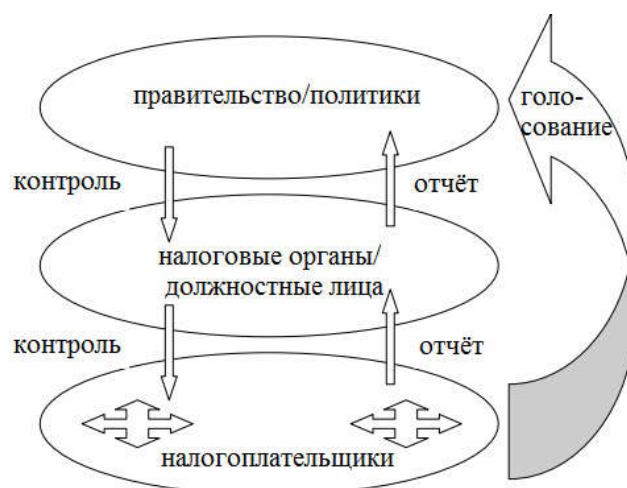 правительство/политики
голо-
сование
контроль
отчёт
налоговые органы/
должностные лица
контроль
отчёт
налогоплательщики